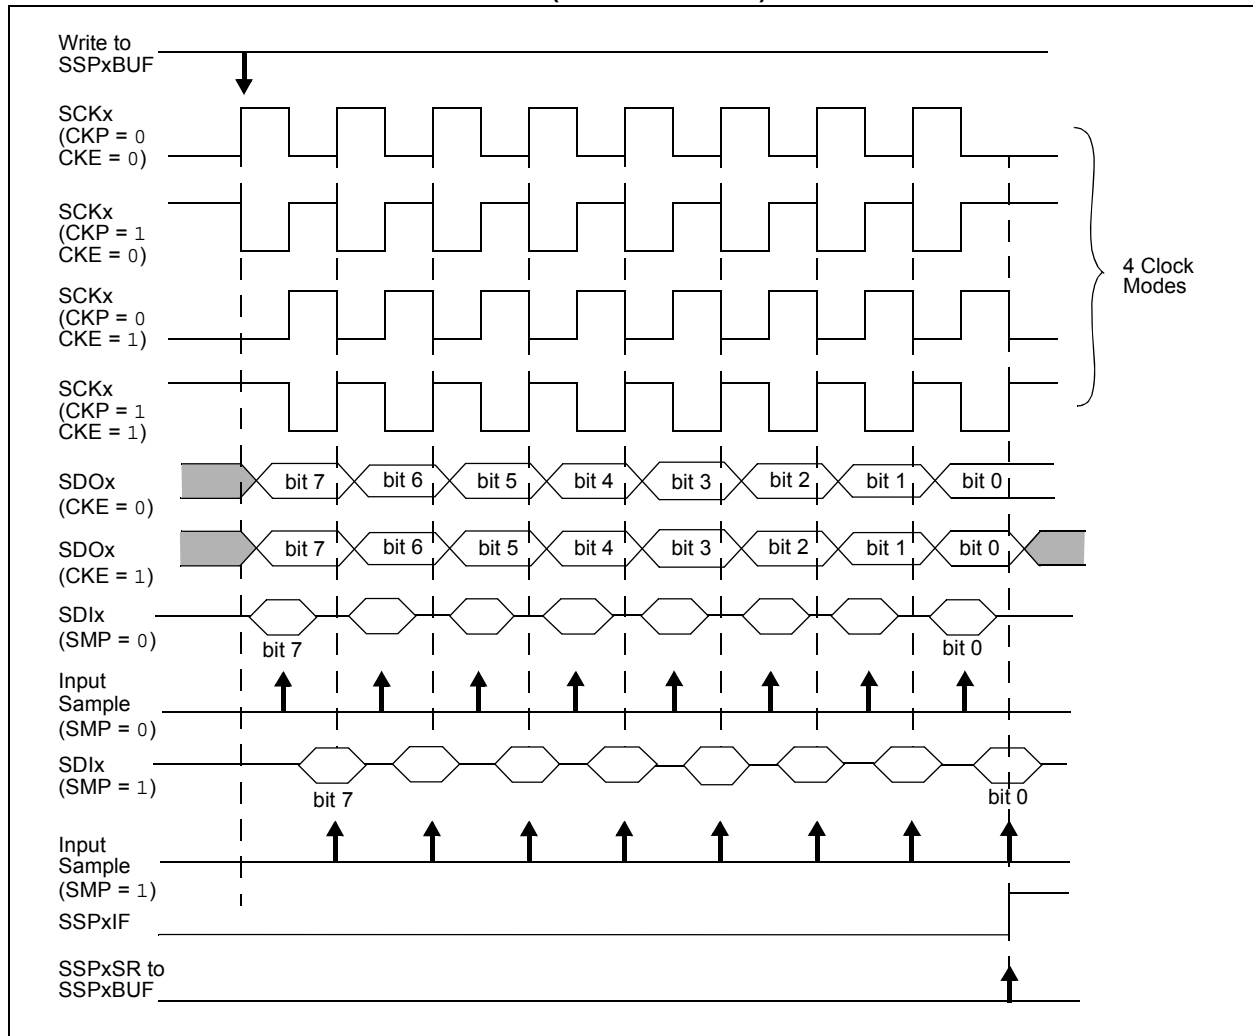 Write to
SSPxBUF
SCKx
(CKP = 0
CKE = 0)
SCKx
(CKP = 1
CKE = 0)
SCKx
(CKP = 0
CKE = 1)
SCKx
(CKP = 1
CKE = 1)
4 Clock
Modes
SDOx
(CKE = 0)
bit 7 bit 6 bit 5 bit 4 bit 3 bit 2 bit 1 bit 0
SDOx
(CKE = 1)
bit 7 bit 6 bit 5 bit 4 bit 3 bit 2 bit 1 bit 0
SDIx
(SMP = 0)
bit 7 bit 0
Input
Sample
(SMP = 0)
SDIx
(SMP = 1)
bit 7 bit 0
Input
Sample
(SMP = 1)
SSPxIF
SSPxSR to
SSPxBUF